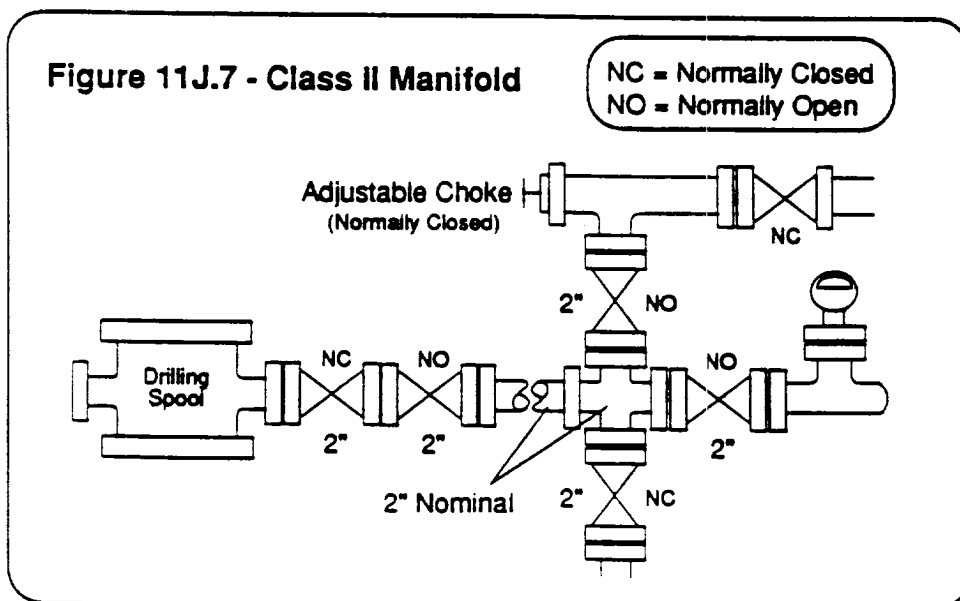 Figure 11J.7 - Class II Manifold
NC = Normally Closed
NO = Normally Open
Adjustable Choke
(Normally Closed)
NC
2" NO
NC NO NO
Drilling
Spool
2" 2" 2"
2" Nominal
2" NC